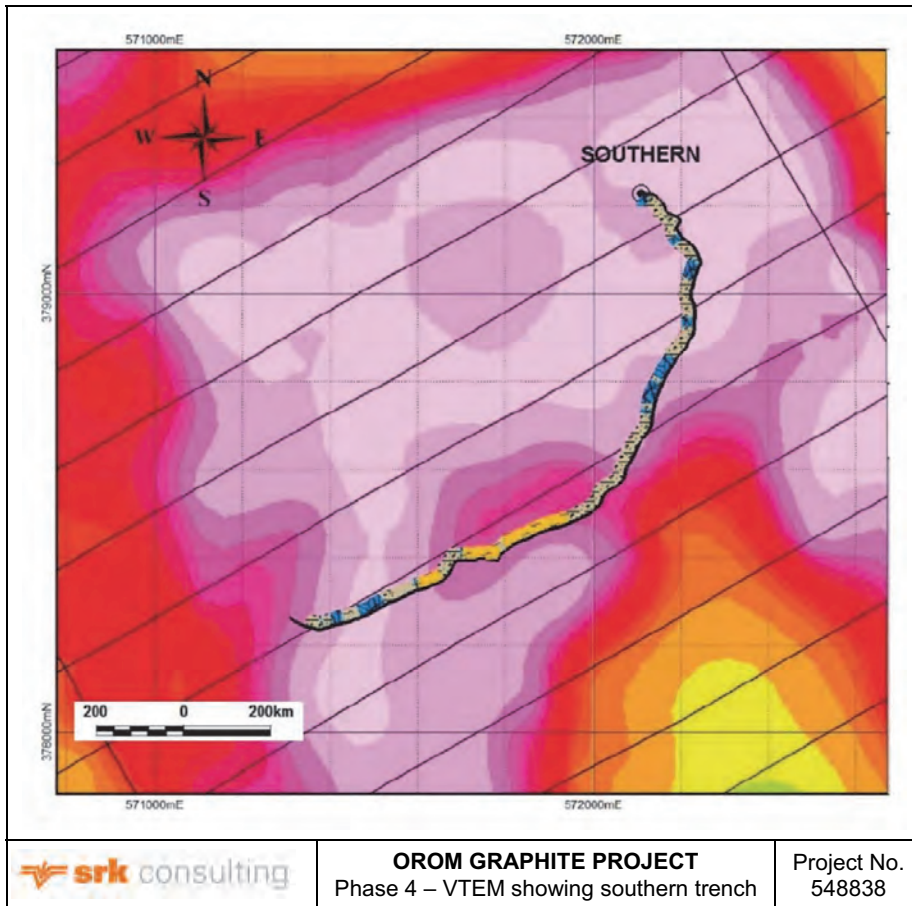 571000mE 572000mE
N
W E
S
SOUTHERN
379000mN
200 0 200km
378000mN
571000mE 572000mE
srk consulting
OROM GRAPHITE PROJECT
Phase 4 – VTEM showing southern trench
Project No.
548838